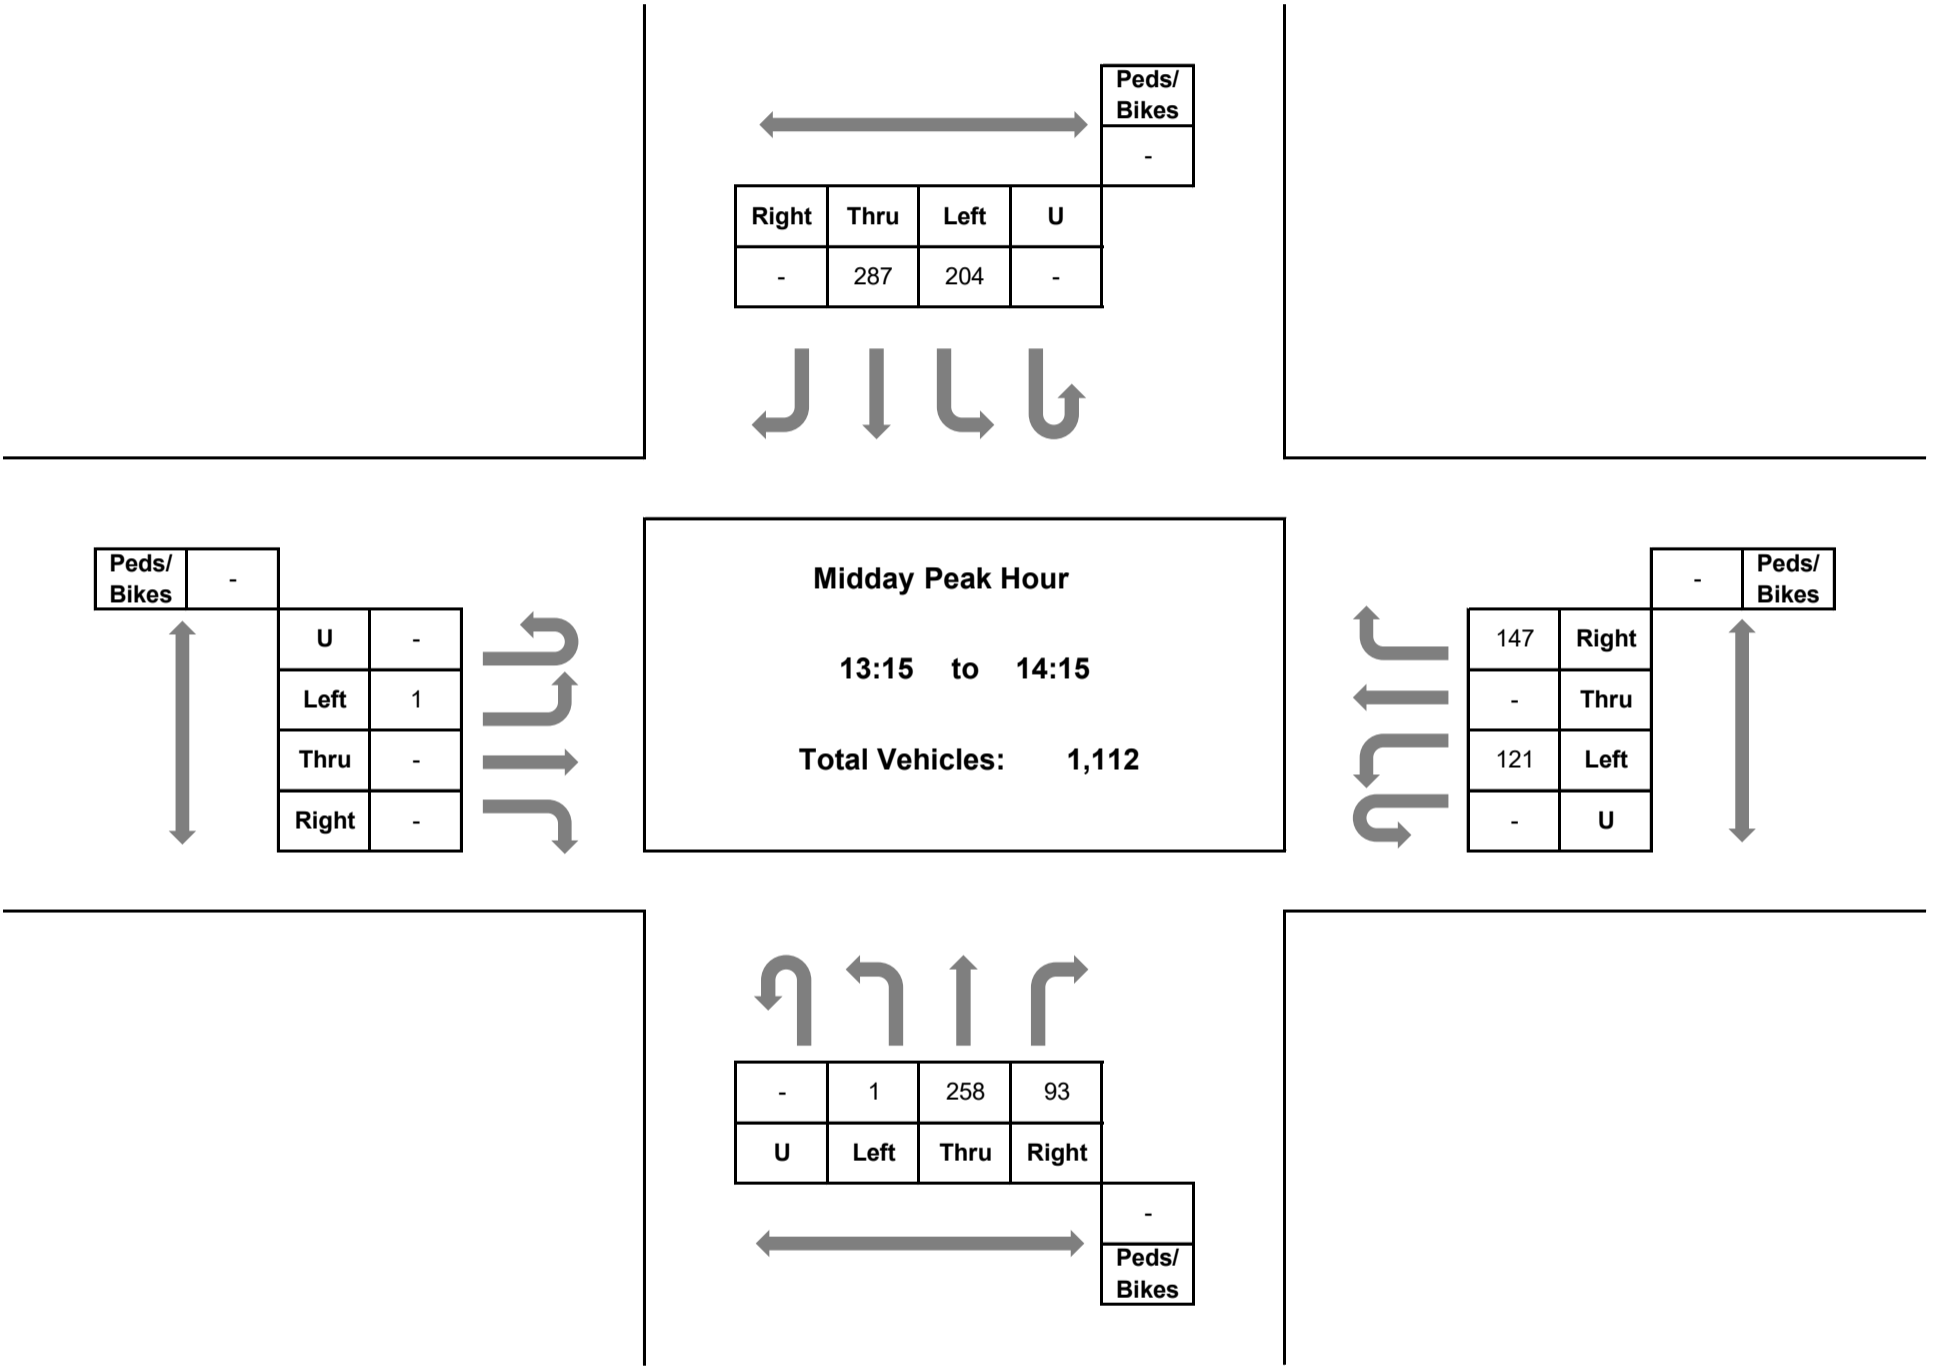 Peds/
Bikes
-
Right Thru Left U
- 287 204 -
Peds/
Bikes
-
U -
Left 1
Thru -
Right -
Midday Peak Hour
13:15 to 14:15
Total Vehicles: 1,112
- Peds/
Bikes
147 Right
- Thru
121 Left
- U
- 1 258 93
U Left Thru Right
-
Peds/
Bikes